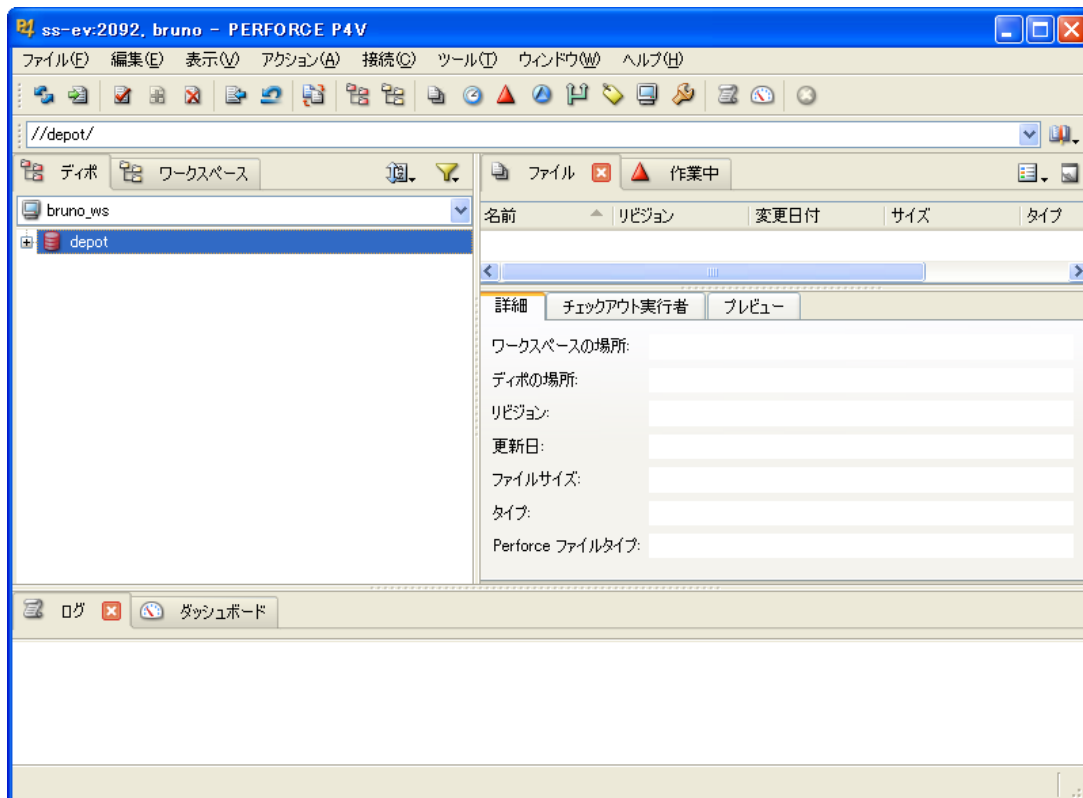 ss-ev:2092, bruno - PERFORCE P4V
ファイル(F) 編集(E) 表示(V) アクション(A) 接続(C) ツール(T) ウィンドウ(W) ヘルプ(H)
//depot/
ディポ ワークスペース
ファイル 作業中
bruno_ws
名前 リビジョン 変更日付 サイズ タイプ
depot
詳細 チェックアウト実行者 プレビュー
ワークスペースの場所:
ディポの場所:
リビジョン:
更新日:
ファイルサイズ:
タイプ:
Perforce ファイルタイプ:
ログ ダッシュボード